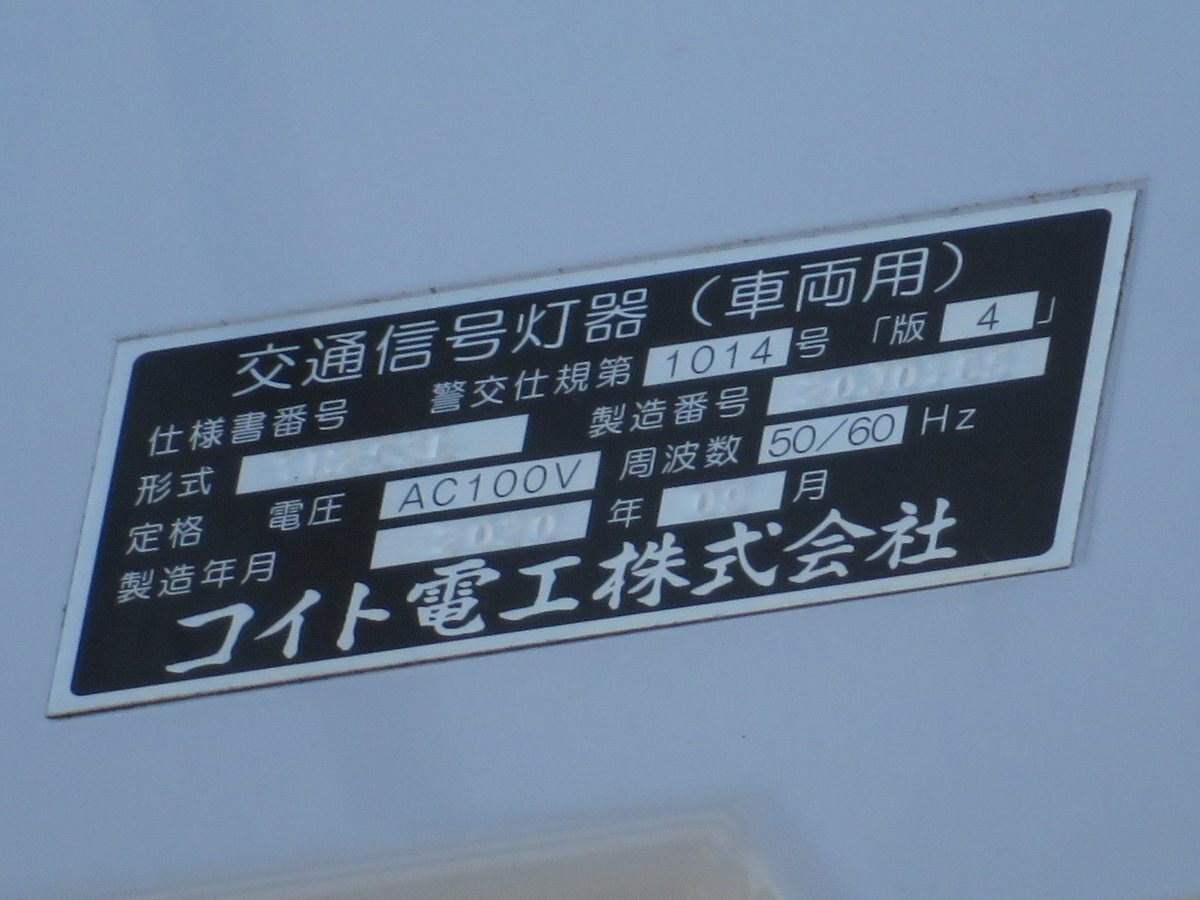 交通信号灯器（車両用）
仕様書番号 警交仕規第 1014 号 「版 4 」
形式 製造番号
定格 電圧 AC100V 周波数 50/60 Hz
製造年月 2020 年 09 月
コイト電工株式会社